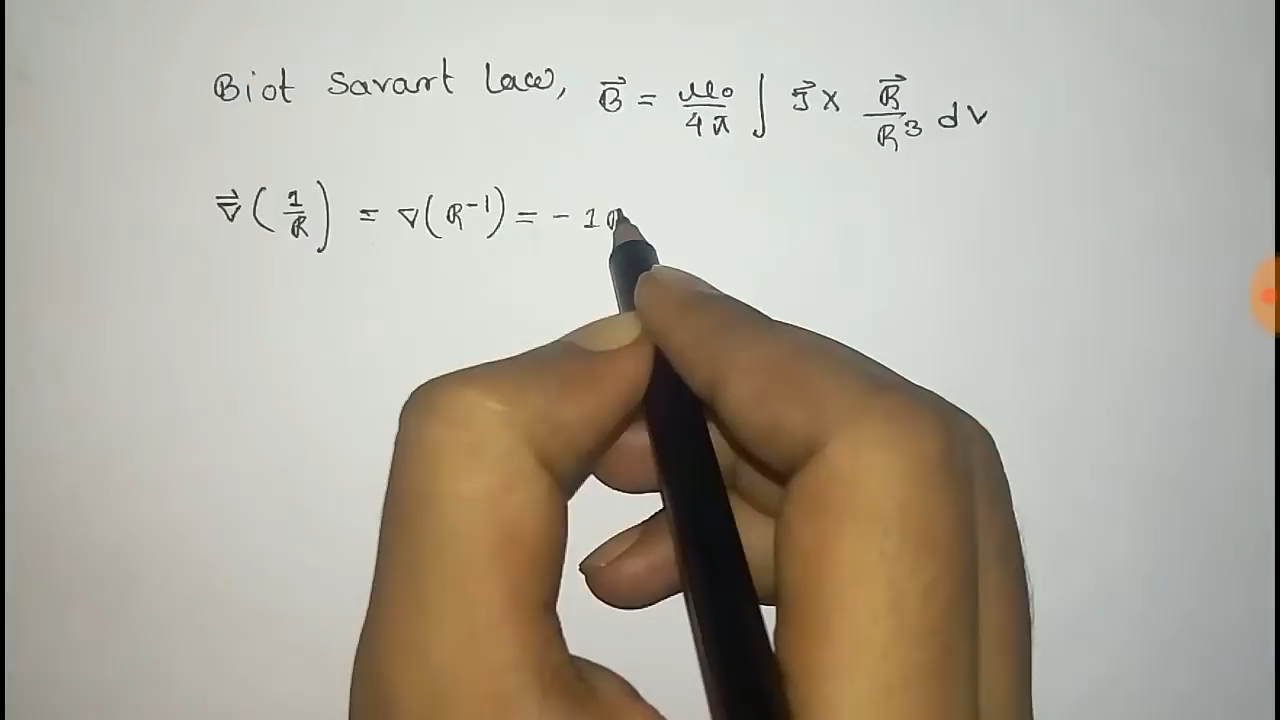 Biot Savart Law, B⃗ = μ₀/4π ∫ J⃗ × R⃗/R³ dv
∇⃗(1/R) = ∇(R⁻¹) = - 1